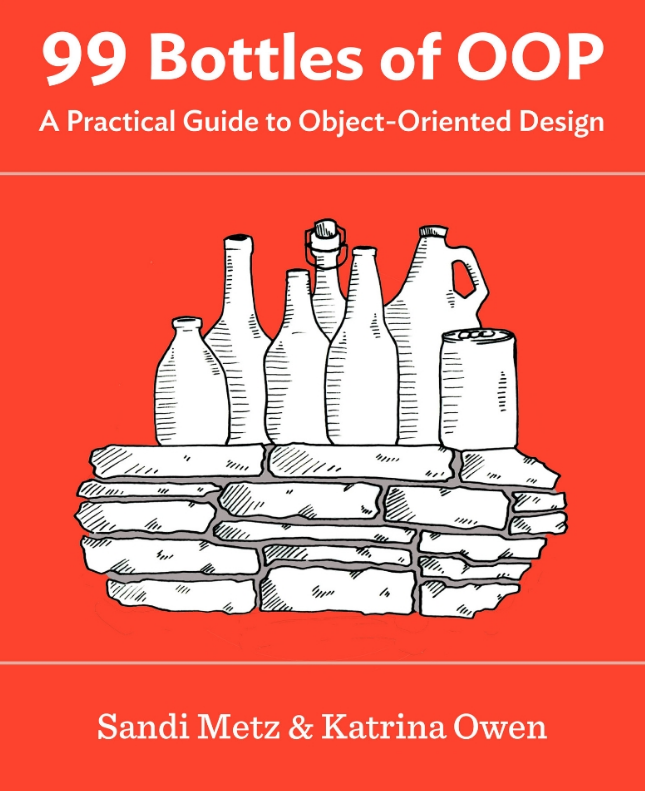 99 Bottles of OOP
A Practical Guide to Object-Oriented Design
Sandi Metz & Katrina Owen